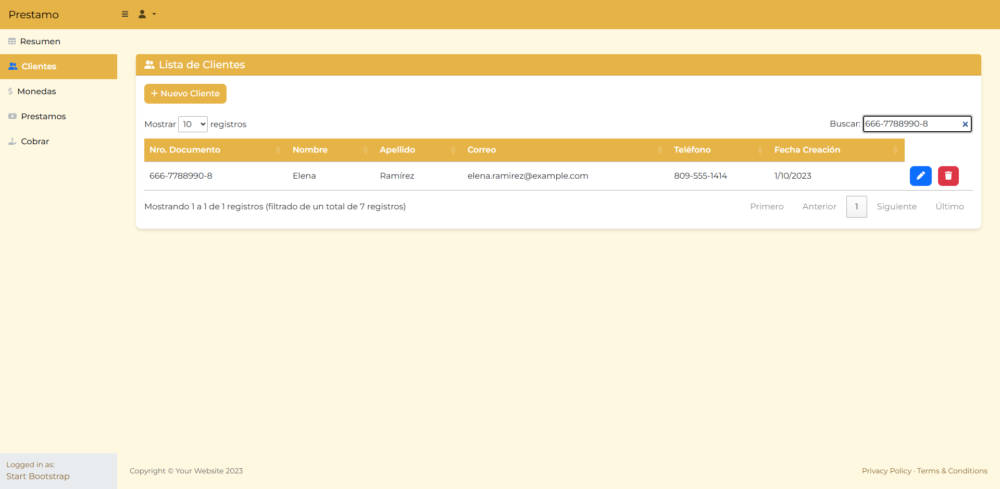 Prestamo
Resumen
Clientes
Monedas
Prestamos
Cobrar
Lista de Clientes
+ Nuevo Cliente
Mostrar 10 registros
Buscar: 666-7788990-8
Nro. Documento Nombre Apellido Correo Teléfono Fecha Creación
666-7788990-8 Elena Ramírez elena.ramirez@example.com 809-555-1414 1/10/2023
Mostrando 1 a 1 de 1 registros (filtrado de un total de 7 registros)
Primero Anterior 1 Siguiente Último
Logged in as:
Start Bootstrap
Copyright © Your Website 2023
Privacy Policy · Terms & Conditions